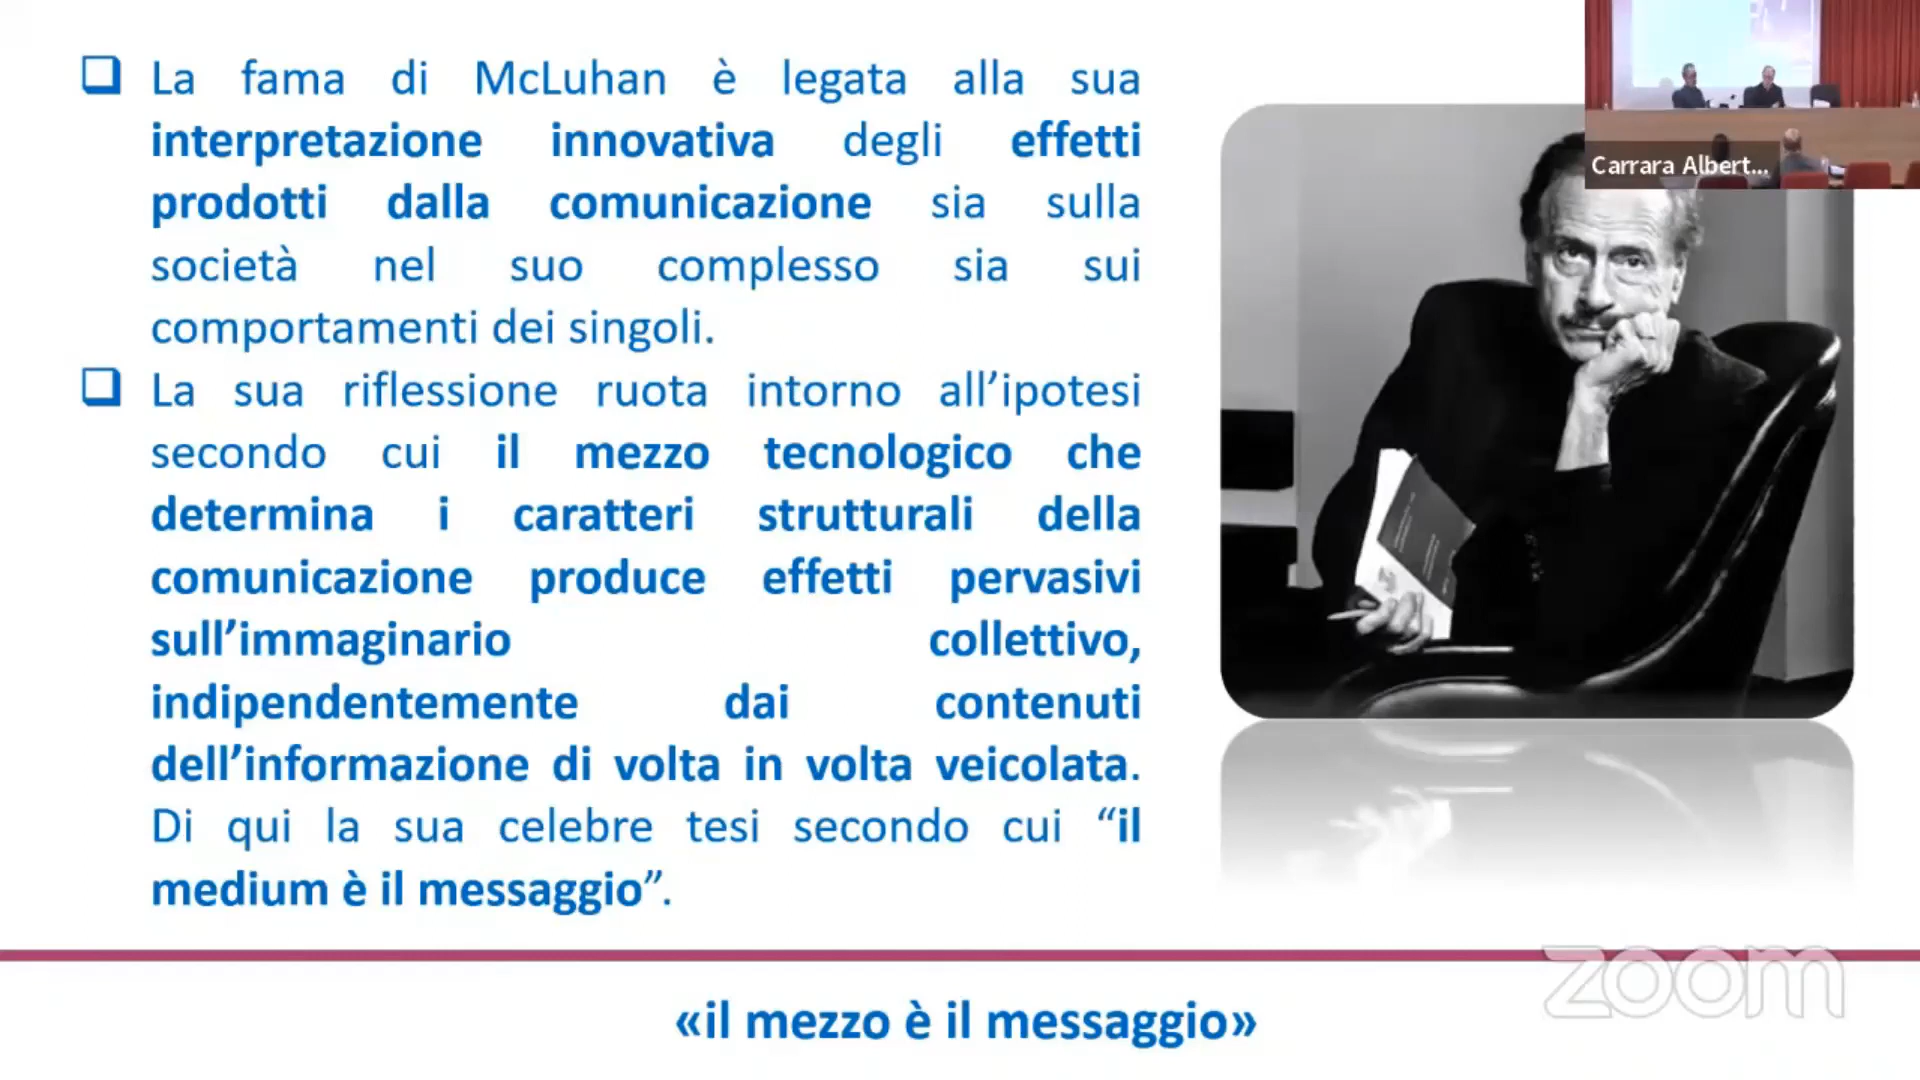 La fama di McLuhan è legata alla sua
interpretazione innovativa degli effetti
prodotti dalla comunicazione sia sulla
società nel suo complesso sia sui
comportamenti dei singoli.
La sua riflessione ruota intorno all’ipotesi
secondo cui il mezzo tecnologico che
determina i caratteri strutturali della
comunicazione produce effetti pervasivi
sull’immaginario collettivo,
indipendentemente dai contenuti
dell’informazione di volta in volta veicolata.
Di qui la sua celebre tesi secondo cui “il
medium è il messaggio”.
Carrara Albert...
zoom
«il mezzo è il messaggio»